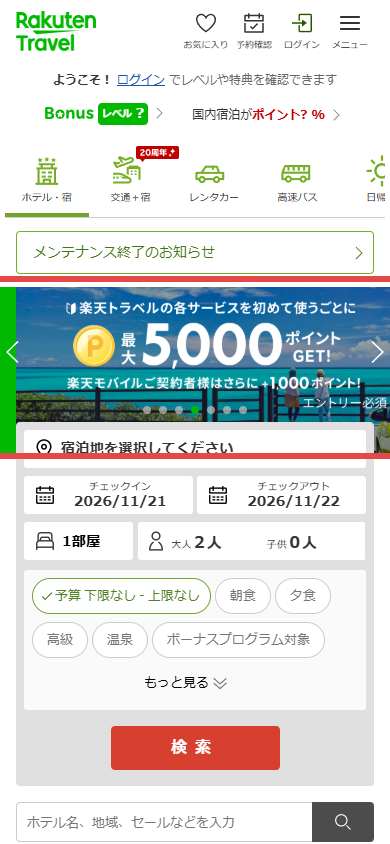 Rakuten
Travel
お気に入り 予約確認 ログイン メニュー
ようこそ！ ログイン でレベルや特典を確認できます
Bonus レベル ? 国内宿泊がポイント? %
20周年
ホテル・宿 交通+宿 レンタカー 高速バス 日帰
メンテナンス終了のお知らせ
楽天トラベルの各サービスを初めて使うごとに
P 最大 5,000 ポイント GET!
楽天モバイルご契約者様はさらに +1,000ポイント!
エントリー必須
宿泊地を選択してください
チェックイン チェックアウト
2026/11/21 2026/11/22
1部屋 大人 2人 子供 0人
予算 下限なし - 上限なし 朝食 夕食
高級 温泉 ボーナスプログラム対象
もっと見る
検索
ホテル名、地域、セールなどを入力